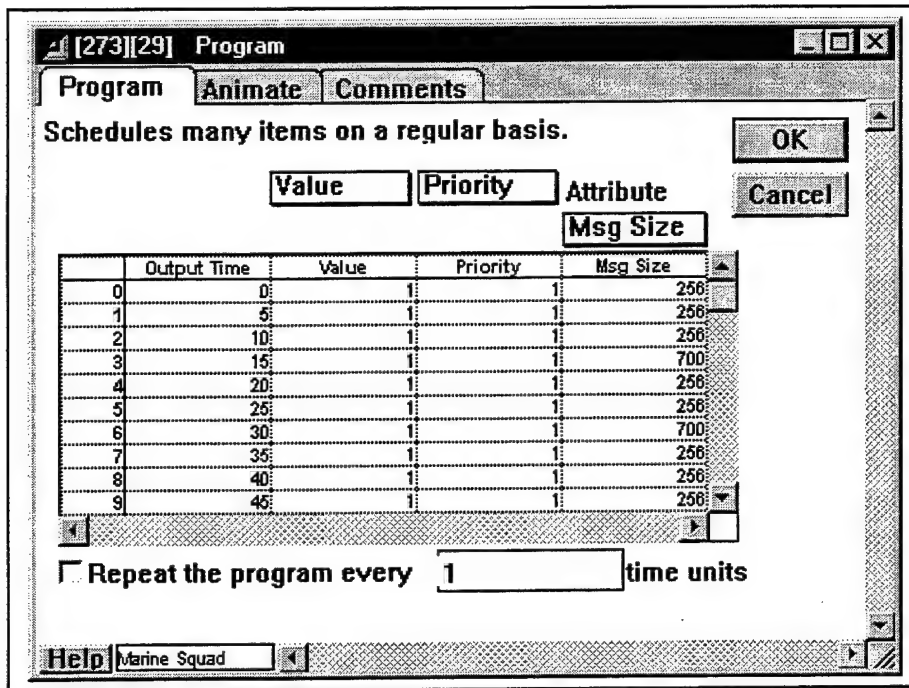 [273][29] Program
Program Animate Comments
Schedules many items on a regular basis.
OK
Value Priority Attribute
Cancel
Msg Size
Output Time Value Priority Msg Size
0 0 1 1 256
1 5 1 1 256
2 10 1 1 256
3 15 1 1 700
4 20 1 1 256
5 25 1 1 256
6 30 1 1 700
7 35 1 1 256
8 40 1 1 256
9 45 1 1 256
Repeat the program every 1 time units
Help Marine Squad